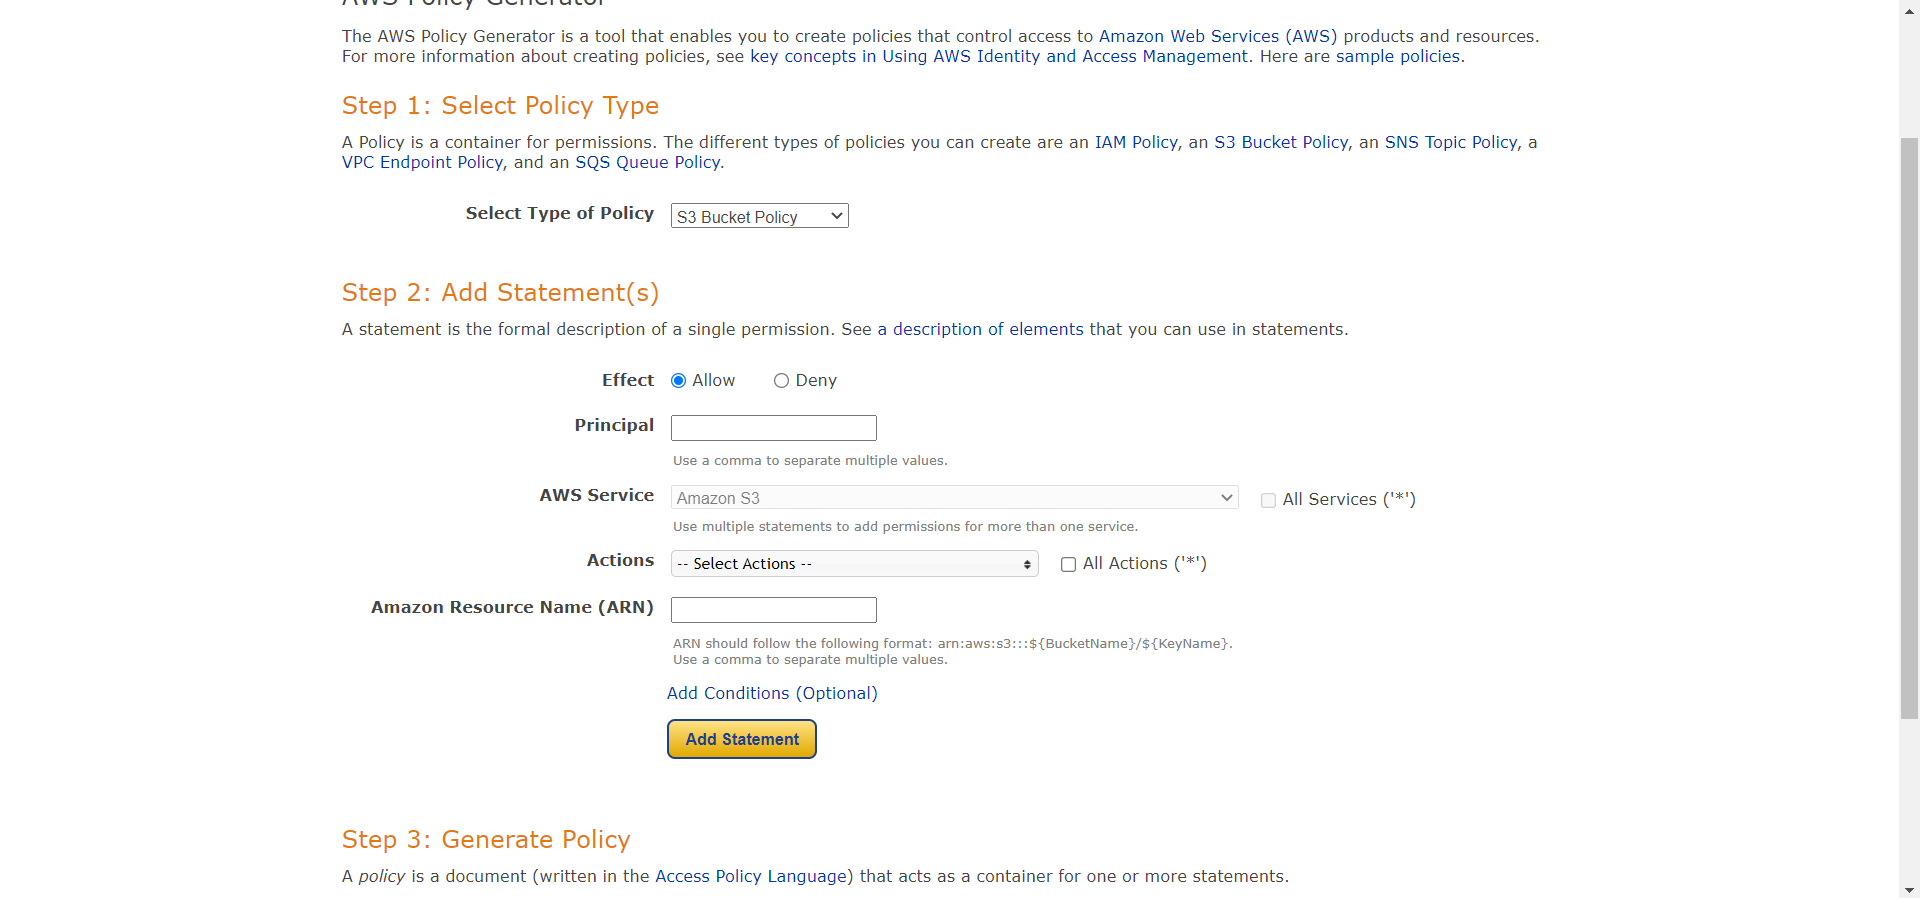 AWS Policy Generator
The AWS Policy Generator is a tool that enables you to create policies that control access to Amazon Web Services (AWS) products and resources.
For more information about creating policies, see key concepts in Using AWS Identity and Access Management. Here are sample policies.
Step 1: Select Policy Type
A Policy is a container for permissions. The different types of policies you can create are an IAM Policy, an S3 Bucket Policy, an SNS Topic Policy, a
VPC Endpoint Policy, and an SQS Queue Policy.
Select Type of Policy S3 Bucket Policy
Step 2: Add Statement(s)
A statement is the formal description of a single permission. See a description of elements that you can use in statements.
Effect Allow Deny
Principal
Use a comma to separate multiple values.
AWS Service Amazon S3 All Services ('*')
Use multiple statements to add permissions for more than one service.
Actions -- Select Actions -- All Actions ('*')
Amazon Resource Name (ARN)
ARN should follow the following format: arn:aws:s3:::${BucketName}/${KeyName}.
Use a comma to separate multiple values.
Add Conditions (Optional)
Add Statement
Step 3: Generate Policy
A policy is a document (written in the Access Policy Language) that acts as a container for one or more statements.